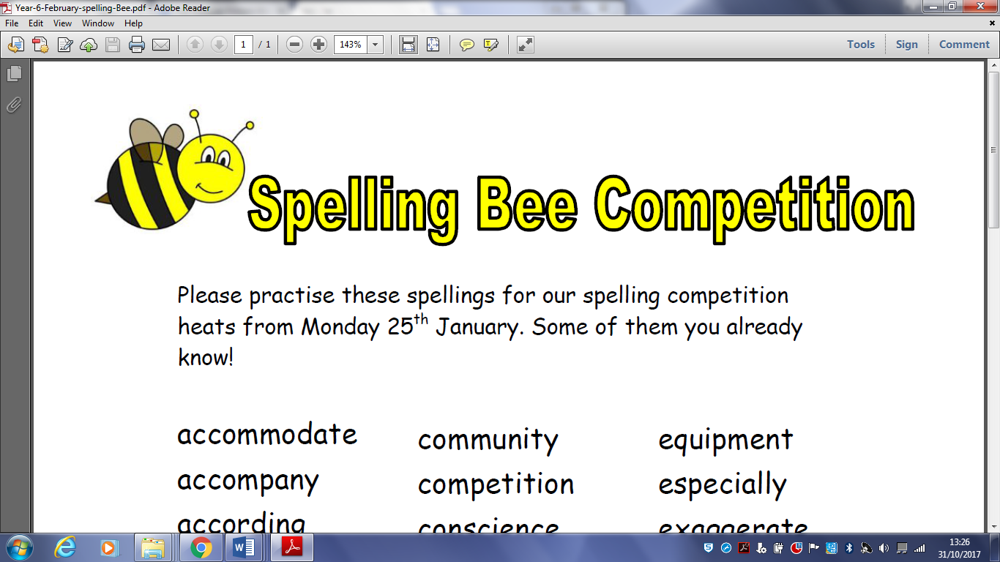 Year-6-February-spelling-Bee.pdf - Adobe Reader
File Edit View Window Help
1 / 1 143% Tools Sign Comment
Spelling Bee Competition
Please practise these spellings for our spelling competition
heats from Monday 25th January. Some of them you already
know!
accommodate community equipment
accompany competition especially
according conscience exaggerate
13:26
31/10/2017